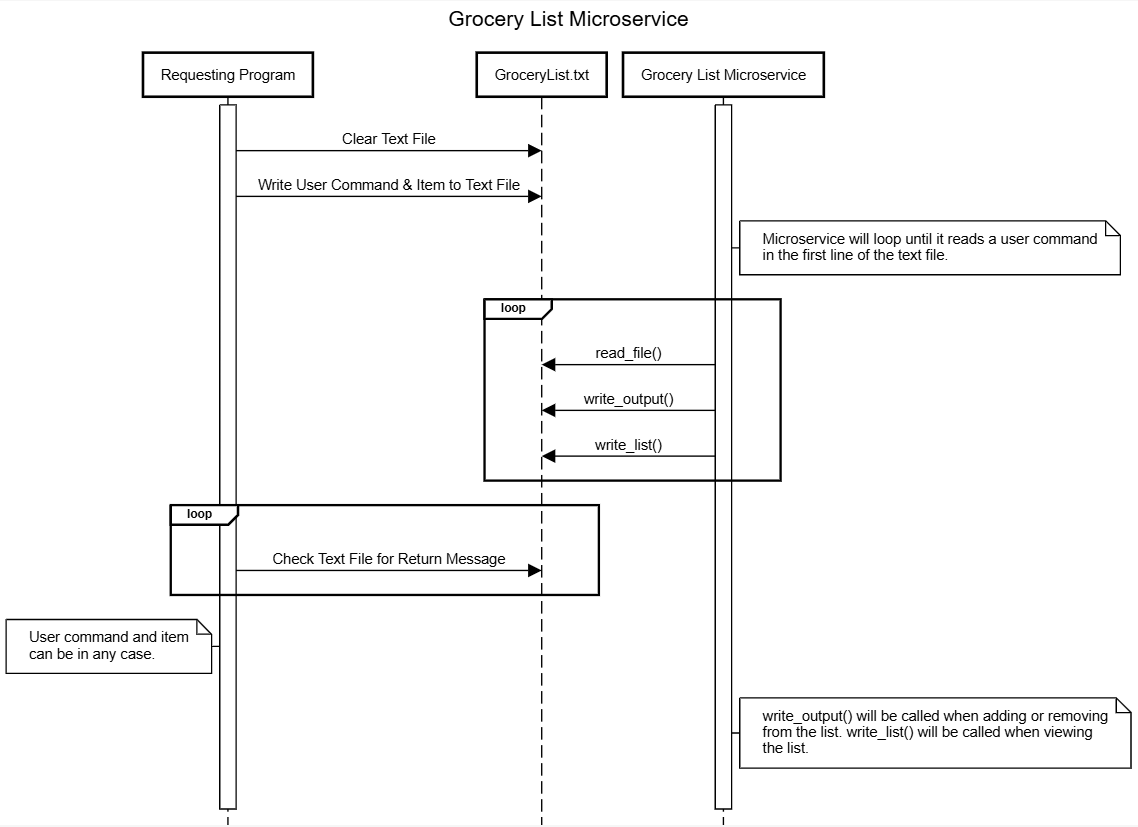 Grocery List Microservice
Requesting Program
GroceryList.txt
Grocery List Microservice
Clear Text File
Write User Command & Item to Text File
Microservice will loop until it reads a user command
in the first line of the text file.
loop
read_file()
write_output()
write_list()
loop
Check Text File for Return Message
User command and item
can be in any case.
write_output() will be called when adding or removing
from the list. write_list() will be called when viewing
the list.